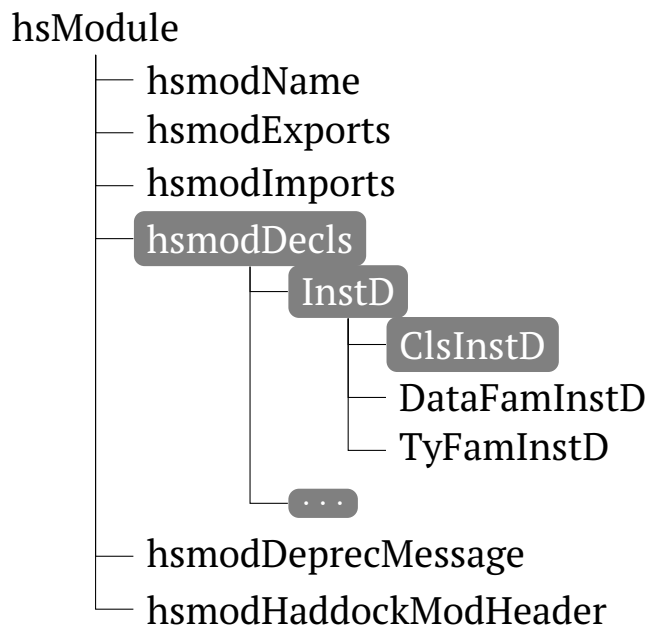 hsModule
hsmodName
hsmodExports
hsmodImports
hsmodDecls
InstD
ClsInstD
DataFamInstD
TyFamInstD
···
hsmodDeprecMessage
hsmodHaddockModHeader